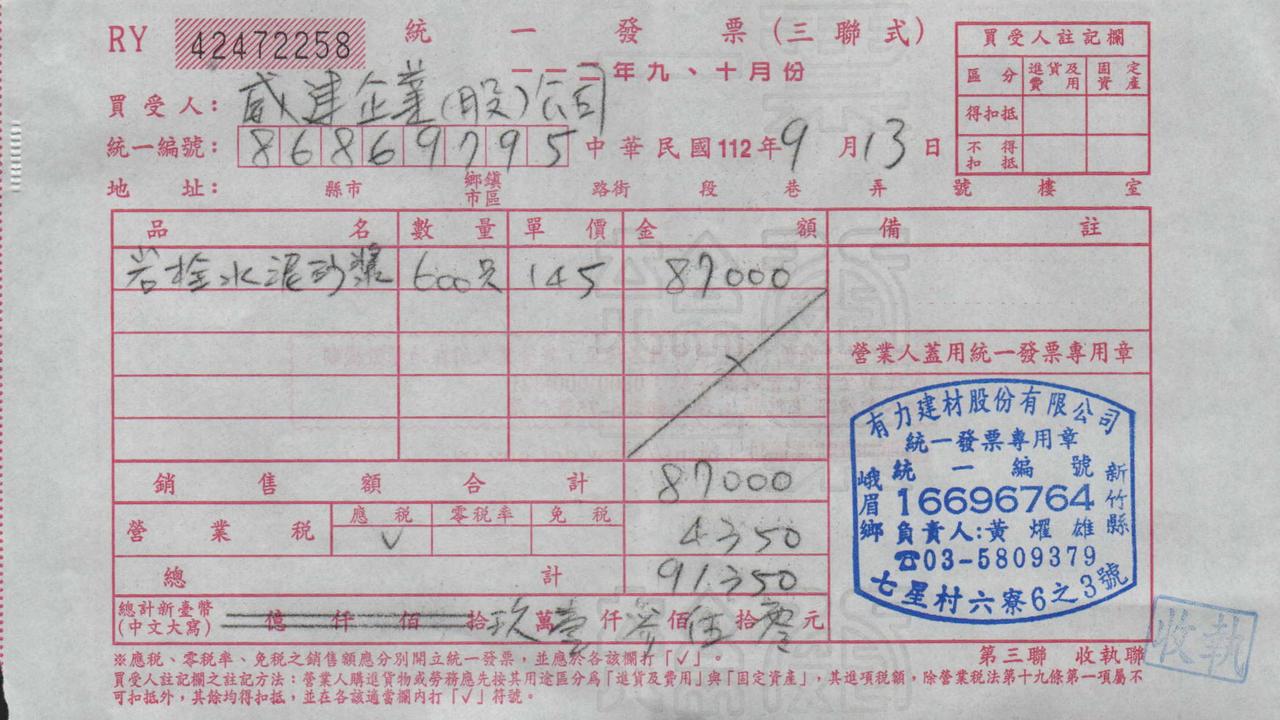 RY 42472258 統一發票(三聯式)
一一二年九、十月份
買受人: 威建企業(股)公司
統一編號: 86869795 中華民國112年9月13日
地址: 縣市 鄉鎮市區 路街 段 巷 弄 號 樓 室
買受人註記欄
區分 進貨及費用 固定資產
得扣抵
不得扣抵
品名 數量 單價 金額 備註
岩栓水泥砂漿 600只 145 87000
營業人蓋用統一發票專用章
有力建材股份有限公司
統一發票專用章
統一編號
16696764
負責人:黃耀雄
☎03-5809379
新竹縣
峨眉鄉
七星村六寮6之3號
銷售額合計 87000
營業稅 應稅 零稅率 免稅 4350
V
總計 91350
總計新臺幣(中文大寫) 億仟佰拾玖萬壹仟參佰伍拾零元
※應稅、零稅率、免稅之銷售額應分別開立統一發票,並應於各該欄打「✓」。
第三聯 收執聯
收執
買受人註記欄之註記方法:營業人購進貨物或勞務應先按其用途區分為「進貨及費用」與「固定資產」,其進項稅額,除營業稅法第十九條第一項屬不
可扣抵外,其餘均得扣抵,並在各該適當欄內打「✓」符號。